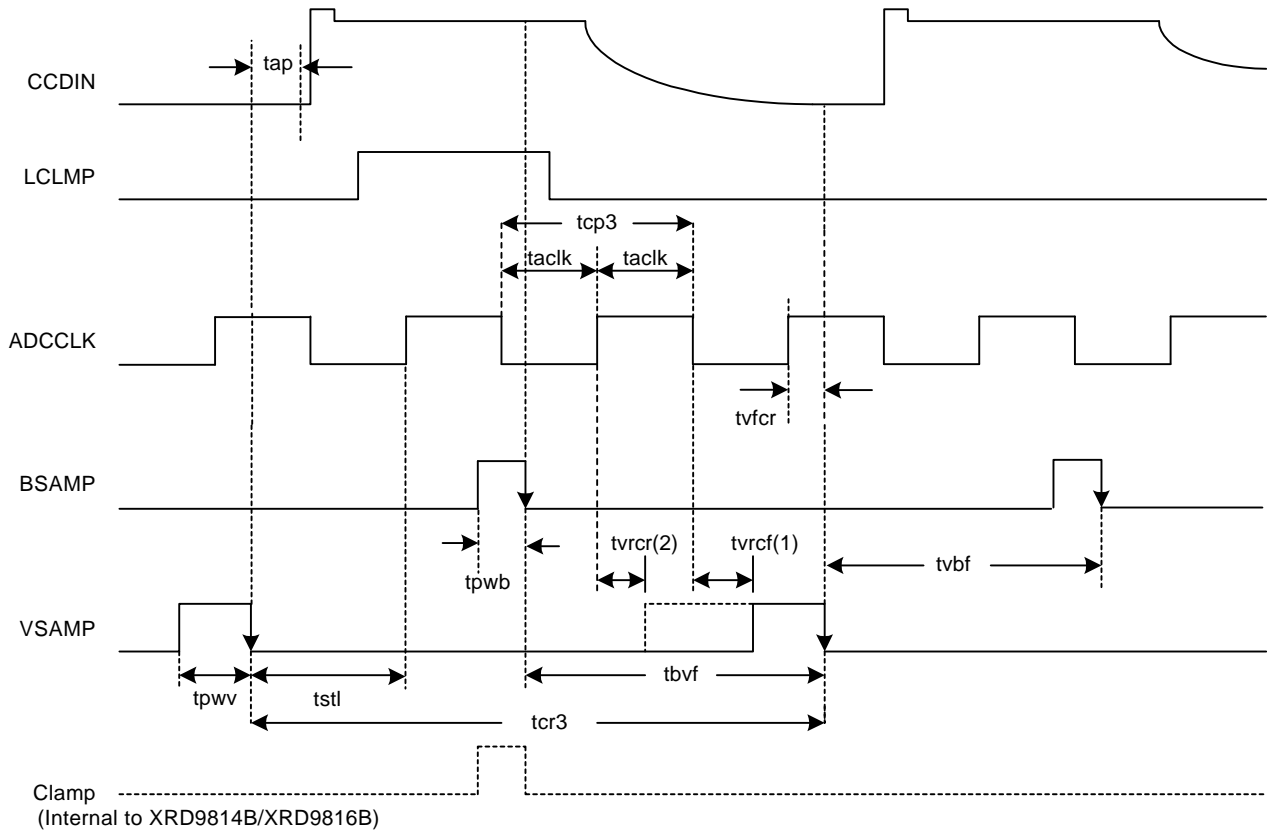 tap
CCDIN
LCLMP
tcp3
taclk
taclk
ADCCLK
tvfcr
BSAMP
tvrcr(2)
tvrcf(1)
tpwb
tvbf
VSAMP
tpwv
tstl
tbvf
tcr3
Clamp
(Internal to XRD9814B/XRD9816B)